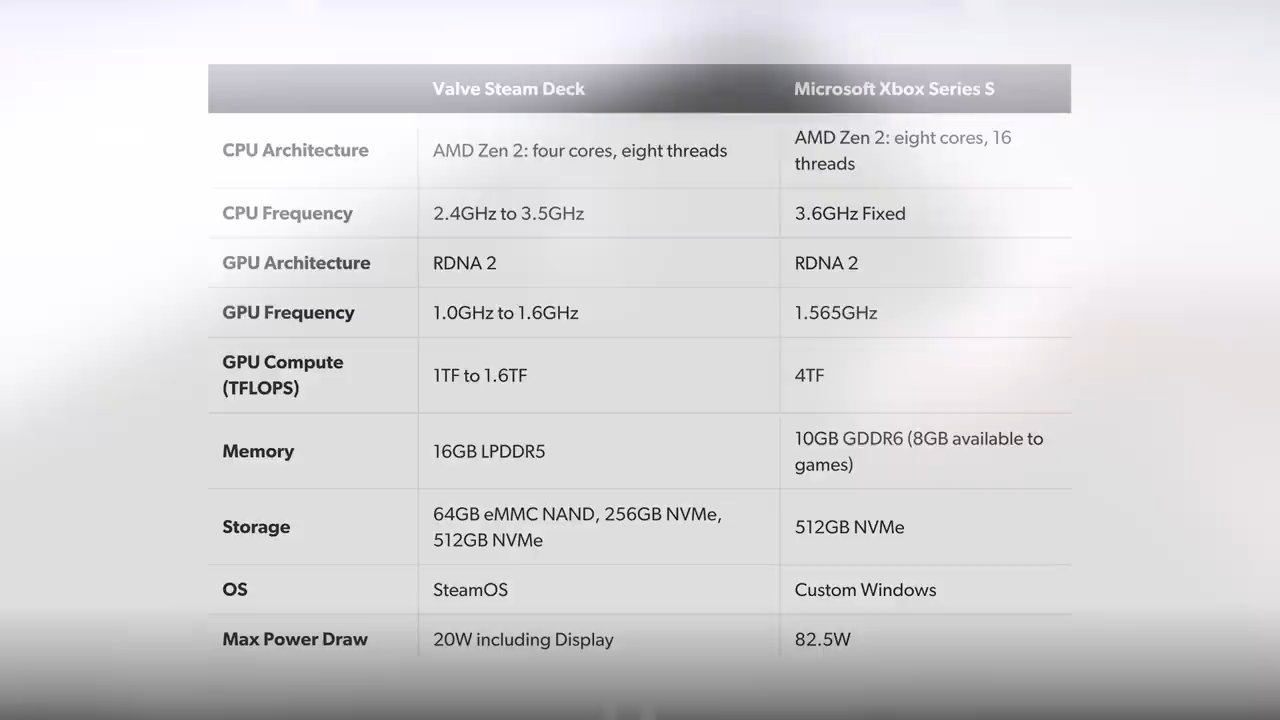 Valve Steam Deck Microsoft Xbox Series S
CPU Architecture AMD Zen 2: four cores, eight threads AMD Zen 2: eight cores, 16
threads
CPU Frequency 2.4GHz to 3.5GHz 3.6GHz Fixed
GPU Architecture RDNA 2 RDNA 2
GPU Frequency 1.0GHz to 1.6GHz 1.565GHz
GPU Compute
(TFLOPS) 1TF to 1.6TF 4TF
Memory 16GB LPDDR5 10GB GDDR6 (8GB available to
games)
Storage 64GB eMMC NAND, 256GB NVMe,
512GB NVMe 512GB NVMe
OS SteamOS Custom Windows
Max Power Draw 20W including Display 82.5W